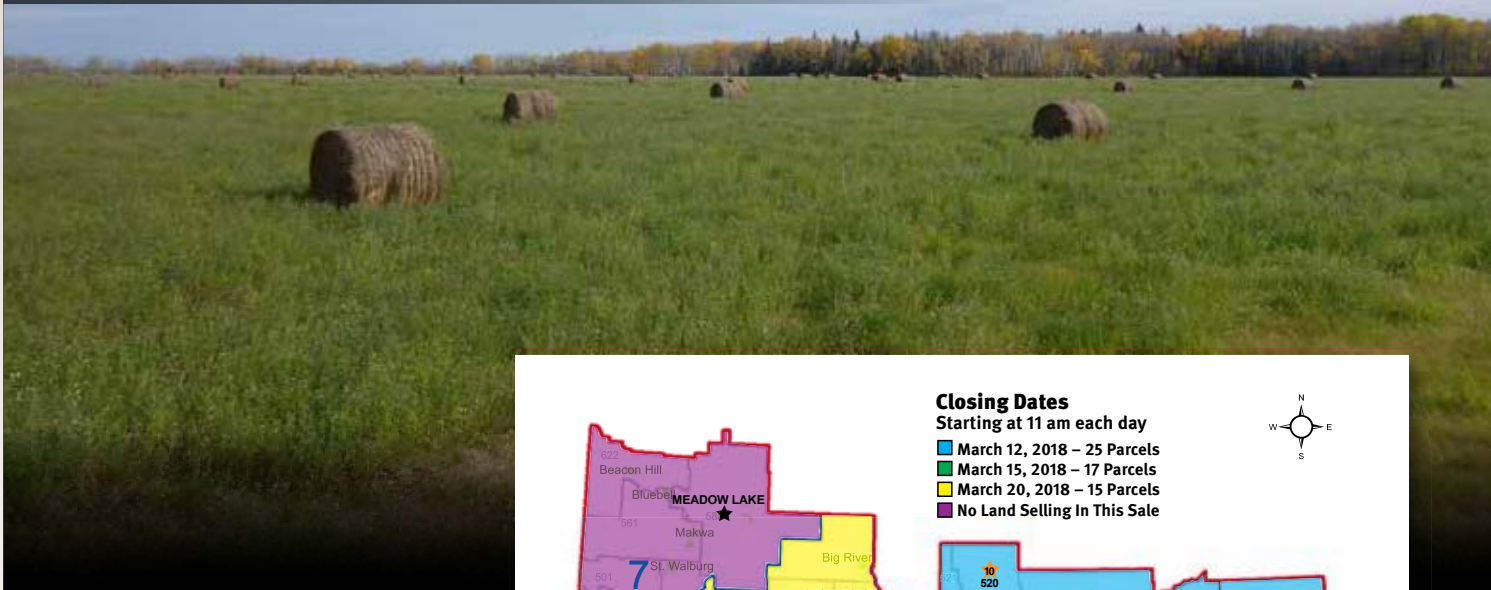 Closing Dates
Starting at 11 am each day
March 12, 2018 – 25 Parcels
March 15, 2018 – 17 Parcels
March 20, 2018 – 15 Parcels
No Land Selling In This Sale
N
W
E
S
622
Beacon Hill
Bluebell
MEADOW LAKE
561
Makwa
Big River
7
St. Walburg
501
10
520